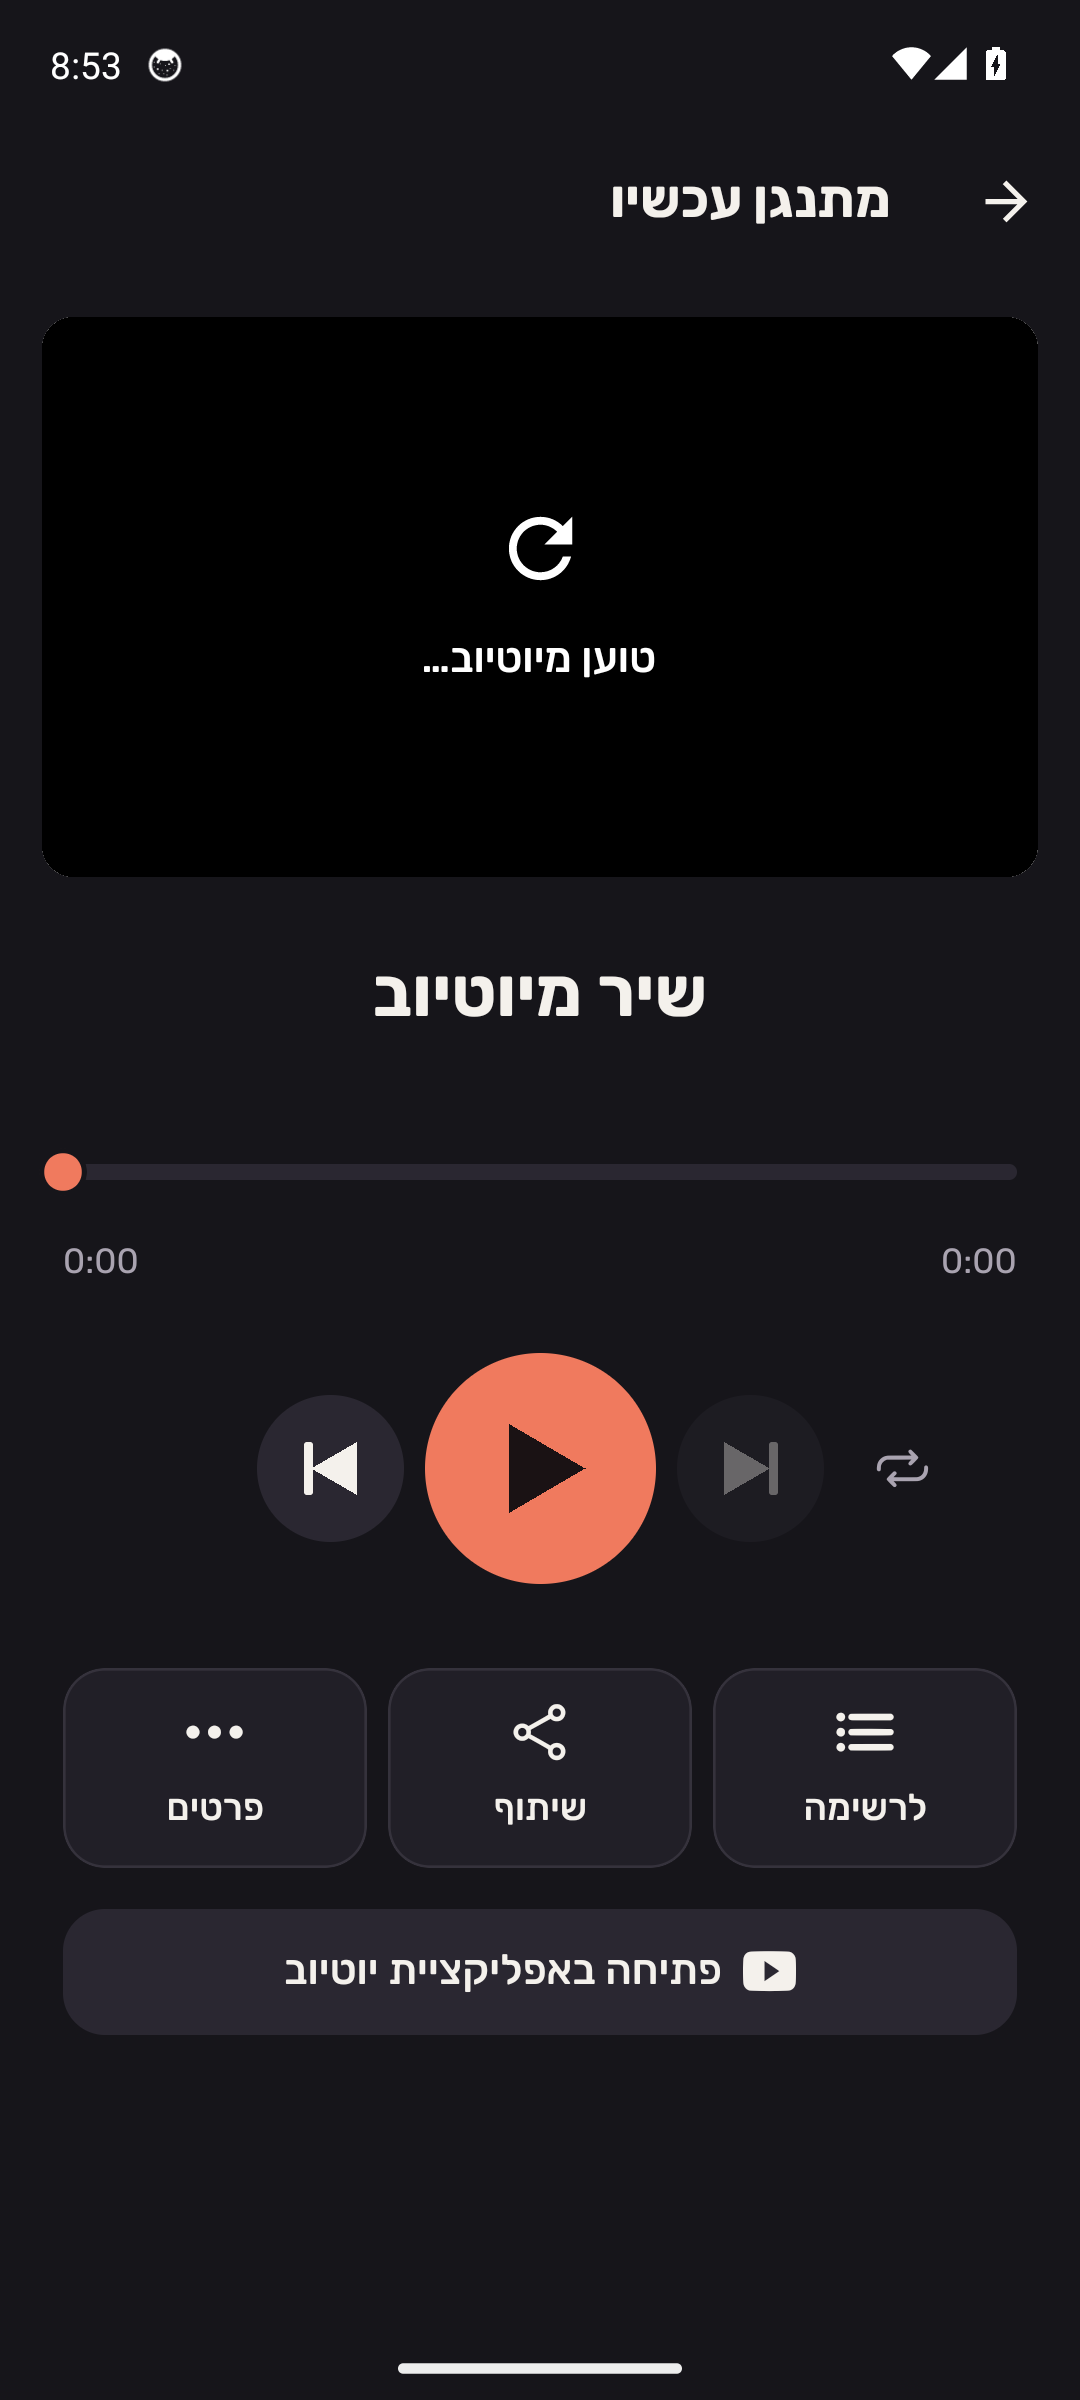 8:53
מתנגן עכשיו
טוען מיוטיוב...
שיר מיוטיוב
0:00 0:00
לרשימה שיתוף פרטים
פתיחה באפליקציית יוטיוב